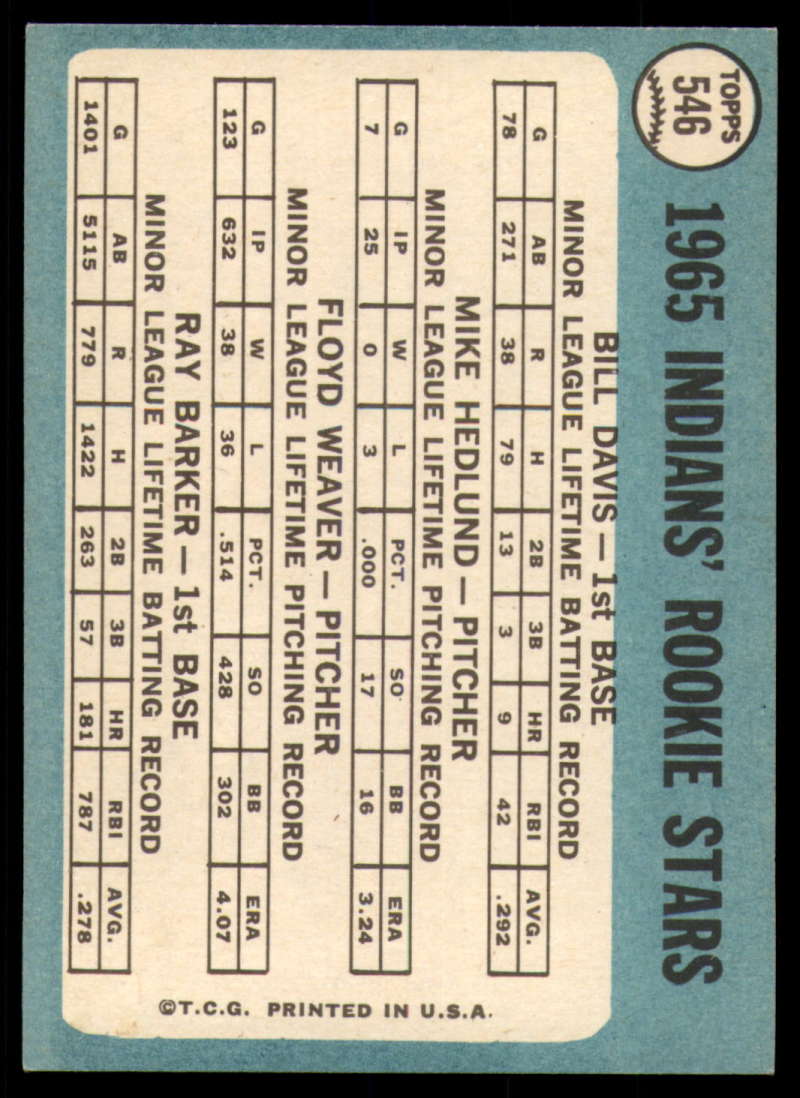 TOPPS
546
1965 INDIANS' ROOKIE STARS
BILL DAVIS — 1st BASE
MINOR LEAGUE LIFETIME BATTING RECORD
G AB R H 2B 3B HR RBI AVG.
78 271 38 79 13 3 9 42 .292
MIKE HEDLUND — PITCHER
MINOR LEAGUE LIFETIME PITCHING RECORD
G IP W L PCT. SO BB ERA
7 25 0 3 .000 17 16 3.24
FLOYD WEAVER — PITCHER
MINOR LEAGUE LIFETIME PITCHING RECORD
G IP W L PCT. SO BB ERA
123 632 38 36 .514 428 302 4.07
RAY BARKER — 1st BASE
MINOR LEAGUE LIFETIME BATTING RECORD
G AB R H 2B 3B HR RBI AVG.
1401 5115 779 1422 263 57 181 787 .278
©T.C.G. PRINTED IN U.S.A.